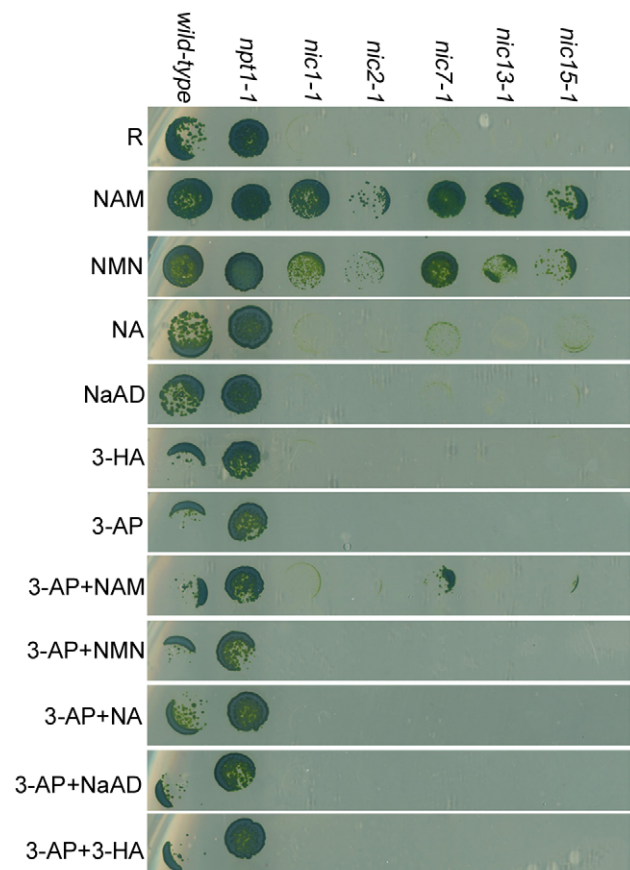 wild-type npt1-1 nic1-1 nic2-1 nic7-1 nic13-1 nic15-1
R
NAM
NMN
NA
NaAD
3-HA
3-AP
3-AP+NAM
3-AP+NMN
3-AP+NA
3-AP+NaAD
3-AP+3-HA